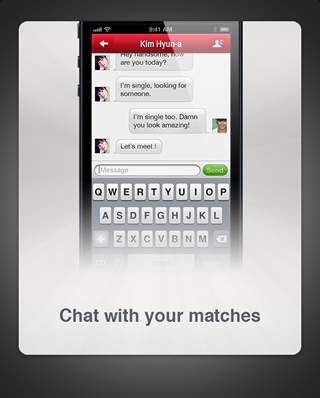 9:41 AM
Kim Hyun-a
Hey handsome, how
are you today?
I'm single, looking for
someone.
I'm single too. Damn
you look amazing!
Let's meet !
Message
Send
Q W E R T Y U I O P
A S D F G H J K L
Z X C V B N M
Chat with your matches